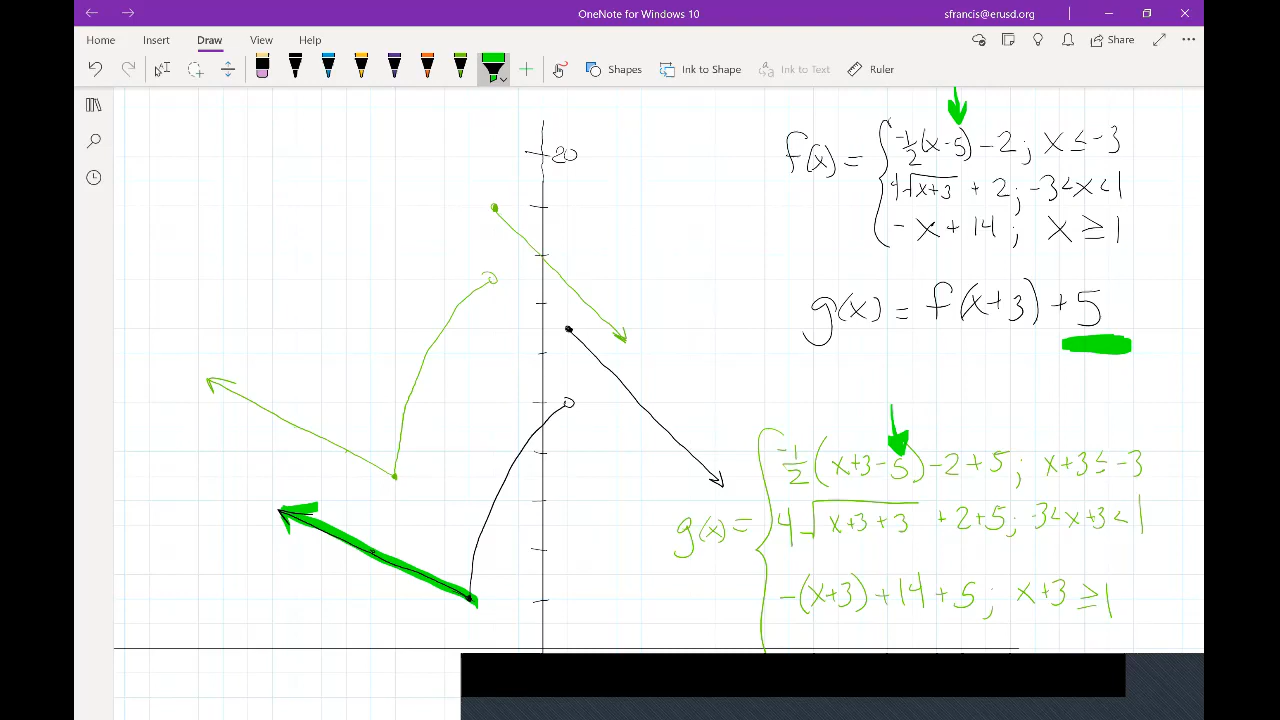 OneNote for Windows 10
sfrancis@erusd.org
Home Insert Draw View Help
Share
Shapes
Ink to Shape
Ink to Text
Ruler
20
f(x) = { -1/2(x-5) - 2 ; x ≤ -3
4√x+3 + 2 ; -3<x<1
-x + 14 ; x ≥ 1
g(x) = f(x+3) + 5
g(x) = { -1/2(x+3-5) -2+5 ; x+3 ≤ -3
4√x+3+3 +2+5 ; -3<x+3<1
-(x+3) + 14 + 5 ; x+3 ≥ 1